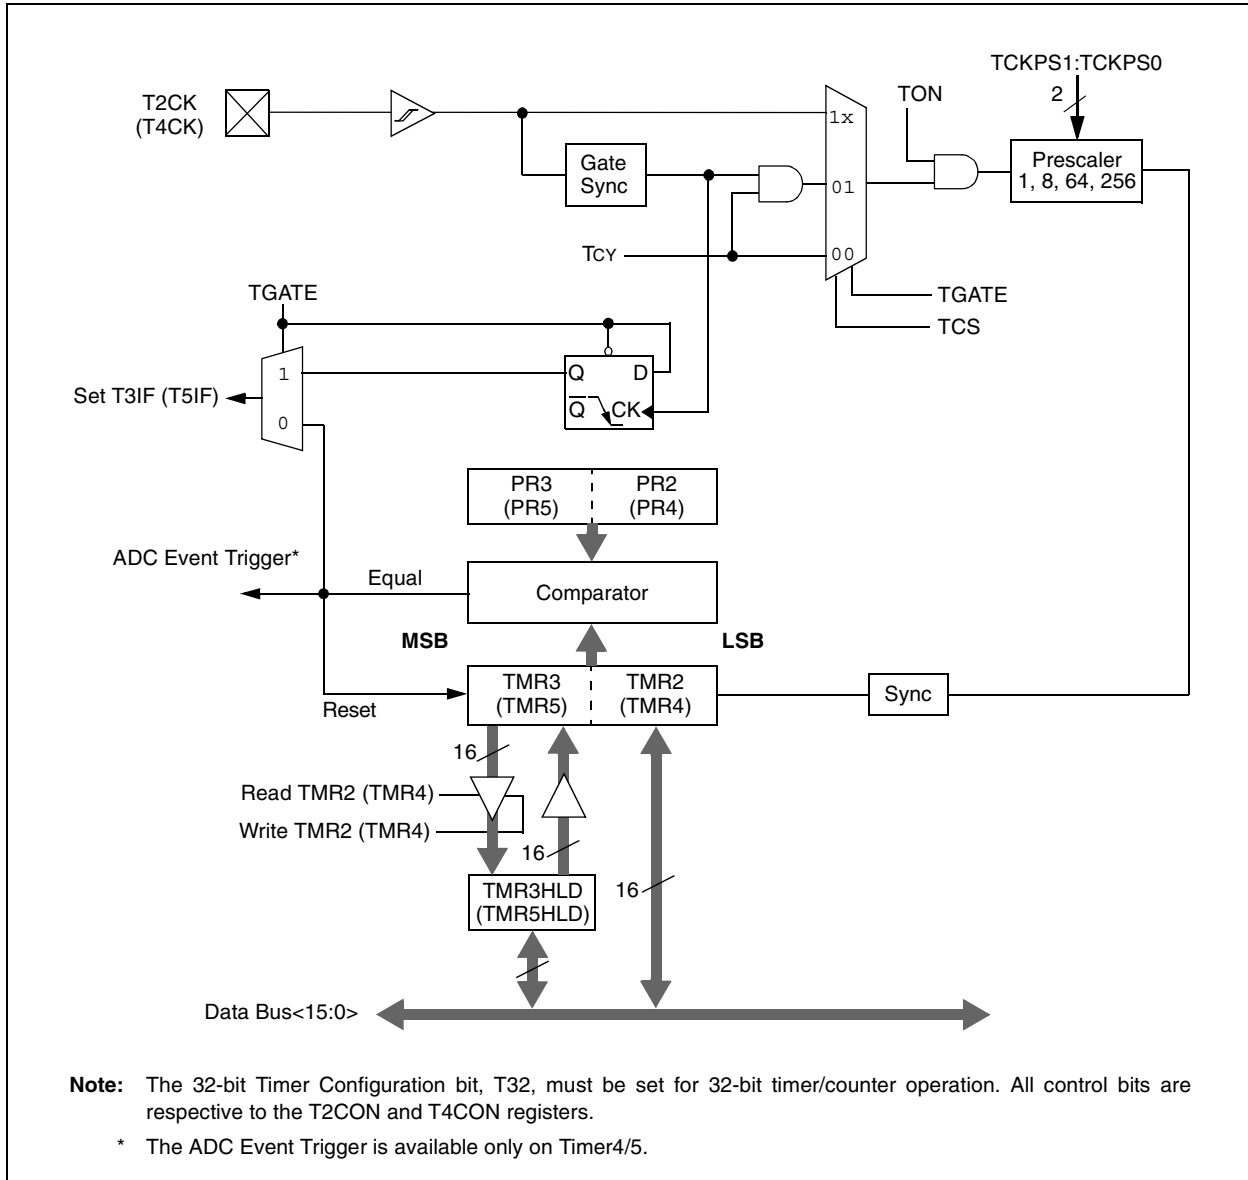 TCKPS1:TCKPS0
2
TON
T2CK
(T4CK)
1x
Gate
Sync
Prescaler
1, 8, 64, 256
01
TCY
00
TGATE
TGATE
TCS
1
Q
D
Set T3IF (T5IF)
Q
CK
0
PR3
(PR5)
PR2
(PR4)
ADC Event Trigger*
Equal
Comparator
MSB
LSB
TMR3
(TMR5)
TMR2
(TMR4)
Sync
Reset
16
Read TMR2 (TMR4)
Write TMR2 (TMR4)
16
TMR3HLD
(TMR5HLD)
16
Data Bus<15:0>
Note: The 32-bit Timer Configuration bit, T32, must be set for 32-bit timer/counter operation. All control bits are
respective to the T2CON and T4CON registers.
* The ADC Event Trigger is available only on Timer4/5.